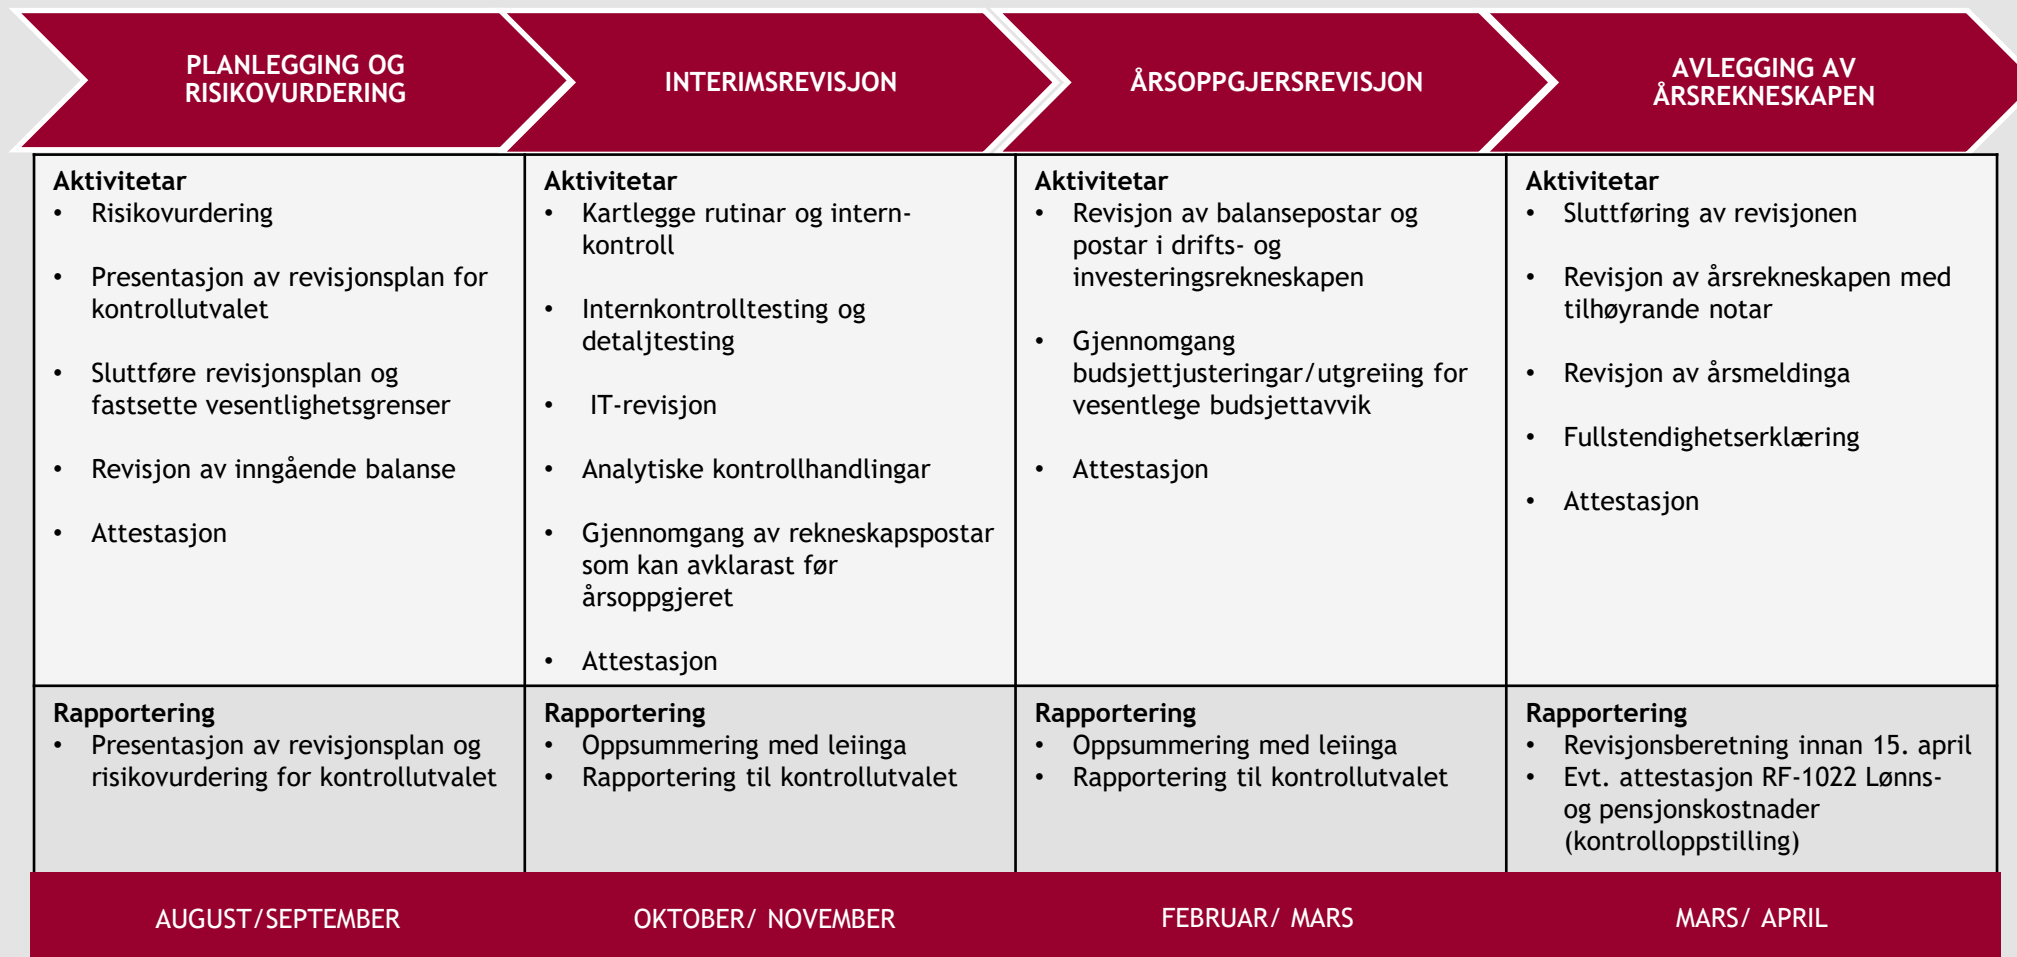 PLANLEGGING OG
RISIKOVURDERING
INTERIMSREVISJON
ÅRSOPPGJERSREVISJON
AVLEGGING AV
ÅRSREKNESKAPEN
Aktivitetar
• Risikovurdering
• Presentasjon av revisjonsplan for
kontrollutvalet
• Sluttføre revisjonsplan og
fastsette vesentlighetsgrenser
• Revisjon av inngående balanse
• Attestasjon
Aktivitetar
• Kartlegge rutinar og intern-
kontroll
• Internkontrolltesting og
detaljtesting
• IT-revisjon
• Analytiske kontrollhandlingar
• Gjennomgang av rekneskapspostar
som kan avklarast før
årsoppgjeret
• Attestasjon
Aktivitetar
• Revisjon av balansepostar og
postar i drifts- og
investeringsrekneskapen
• Gjennomgang
budsjettjusteringar/utgreiing for
vesentlege budsjettavvik
• Attestasjon
Aktivitetar
• Sluttføring av revisjonen
• Revisjon av årsrekneskapen med
tilhøyrande notar
• Revisjon av årsmeldinga
• Fullstendighetserklæring
• Attestasjon
Rapportering
• Presentasjon av revisjonsplan og
risikovurdering for kontrollutvalet
Rapportering
• Oppsummering med leiinga
• Rapportering til kontrollutvalet
Rapportering
• Oppsummering med leiinga
• Rapportering til kontrollutvalet
Rapportering
• Revisjonsberetning innan 15. april
• Evt. attestasjon RF-1022 Lønns-
og pensjonskostnader
(kontrolloppstilling)
AUGUST/SEPTEMBER
OKTOBER/ NOVEMBER
FEBRUAR/ MARS
MARS/ APRIL